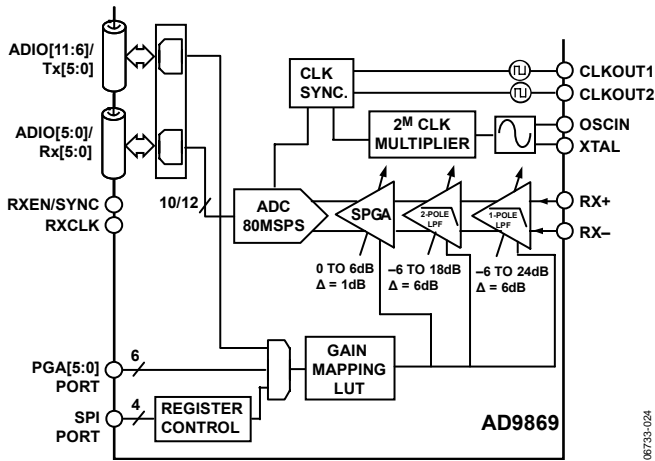 ADIO[11:6]/
Tx[5:0]
ADIO[5:0]/
Rx[5:0]
RXEN/SYNC
RXCLK
10/12
CLK
SYNC.
CLKOUT1
CLKOUT2
2M CLK
MULTIPLIER
OSCIN
XTAL
ADC
80MSPS
SPGA
2-POLE
LPF
1-POLE
LPF
RX+
RX–
0 TO 6dB
Δ = 1dB
–6 TO 18dB
Δ = 6dB
–6 TO 24dB
Δ = 6dB
PGA[5:0]
PORT
6
GAIN
MAPPING
LUT
SPI
PORT
4
REGISTER
CONTROL
AD9869
06733-024